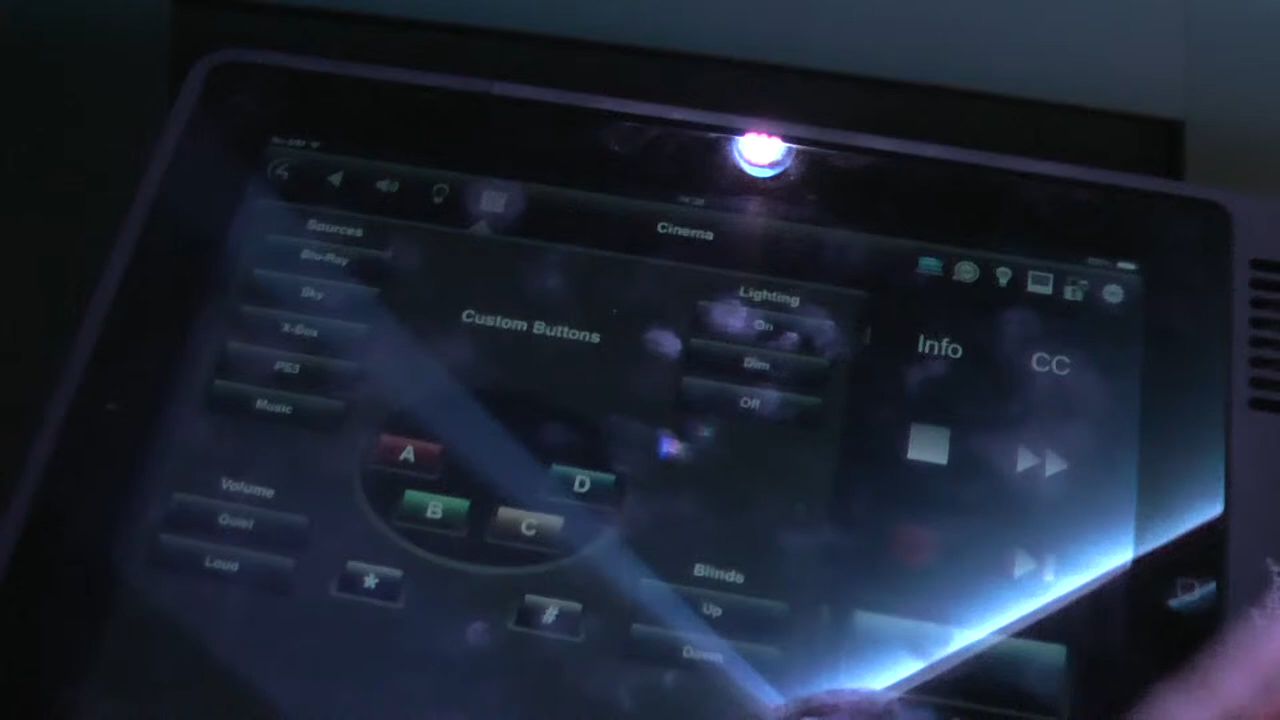 Cinema
Sources
Blu-Ray
Sky
X-Box
PS3
Music
Custom Buttons
Lighting
On
Dim
Off
Info
CC
A
B
C
D
Volume
Quiet
Loud
*
#
Blinds
Up
Down